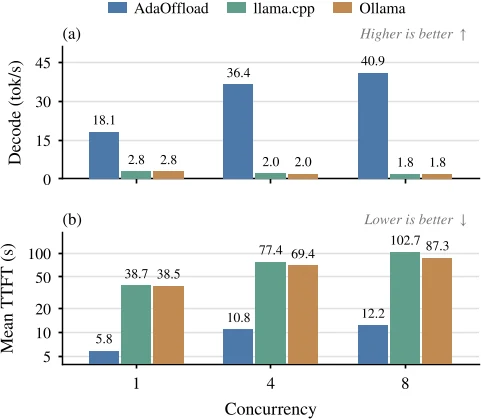 AdaOffload llama.cpp Ollama
(a) Higher is better ↑
Decode (tok/s)
45
30
15
0
18.1 2.8 2.8
36.4 2.0 2.0
40.9 1.8 1.8
(b) Lower is better ↓
Mean TTFT (s)
100
50
20
10
5
5.8 38.7 38.5
10.8 77.4 69.4
12.2 102.7 87.3
1 4 8
Concurrency